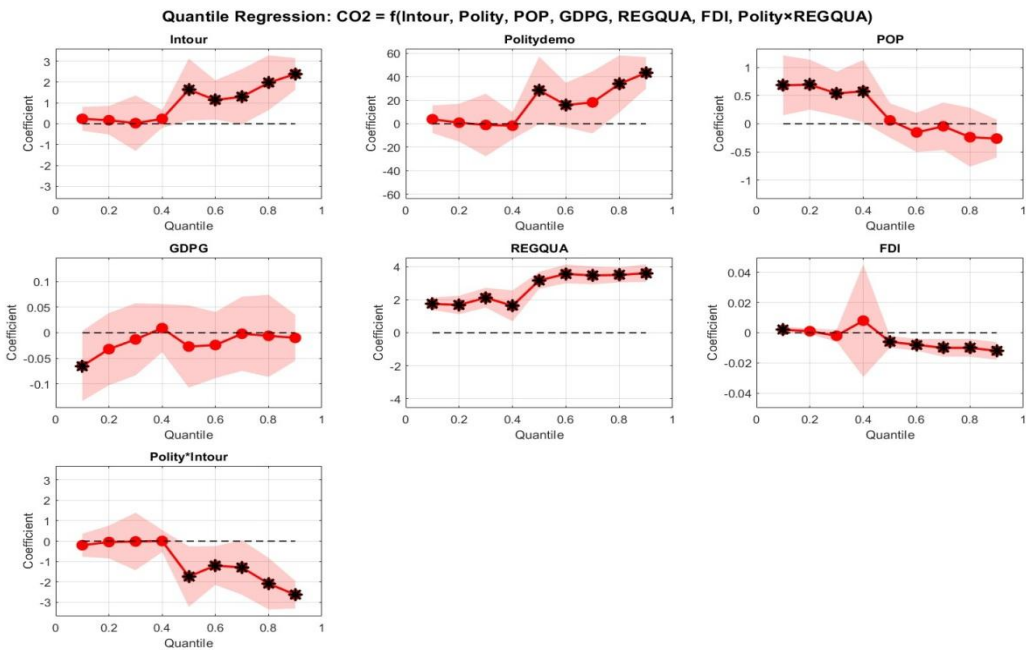 Quantile Regression: CO2 = f(Intour, Polity, POP, GDPG, REGQUA, FDI, Polity×REGQUA)
Intour
Coefficient
3
2
1
0
-1
-2
-3
0 0.2 0.4 0.6 0.8 1
Quantile
Politydemo
Coefficient
60
40
20
0
-20
-40
-60
0 0.2 0.4 0.6 0.8 1
Quantile
POP
Coefficient
1
0.5
0
-0.5
-1
0 0.2 0.4 0.6 0.8 1
Quantile
GDPG
Coefficient
0.1
0.05
0
-0.05
-0.1
0 0.2 0.4 0.6 0.8 1
Quantile
REGQUA
Coefficient
4
2
0
-2
-4
0 0.2 0.4 0.6 0.8 1
Quantile
FDI
Coefficient
0.04
0.02
0
-0.02
-0.04
0 0.2 0.4 0.6 0.8 1
Quantile
Polity*Intour
Coefficient
3
2
1
0
-1
-2
-3
0 0.2 0.4 0.6 0.8 1
Quantile